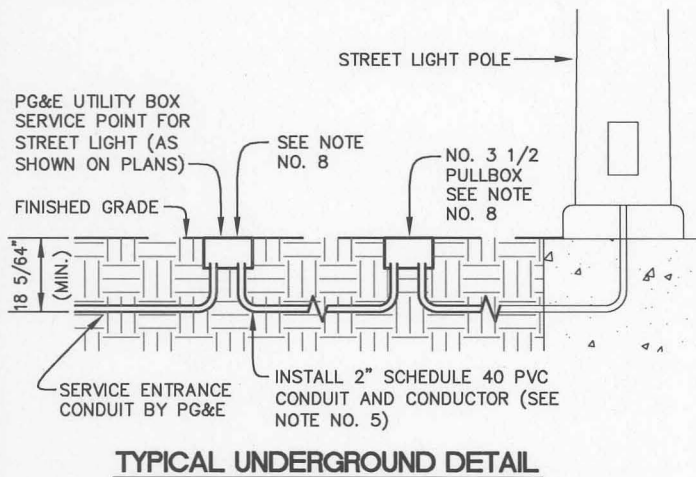 STREET LIGHT POLE
PG&E UTILITY BOX
SERVICE POINT FOR
STREET LIGHT (AS
SHOWN ON PLANS)
SEE NOTE
NO. 8
NO. 3 1/2
PULLBOX
SEE NOTE
NO. 8
FINISHED GRADE
18 5/64"
(MIN.)
SERVICE ENTRANCE
CONDUIT BY PG&E
INSTALL 2" SCHEDULE 40 PVC
CONDUIT AND CONDUCTOR (SEE
NOTE NO. 5)
TYPICAL UNDERGROUND DETAIL